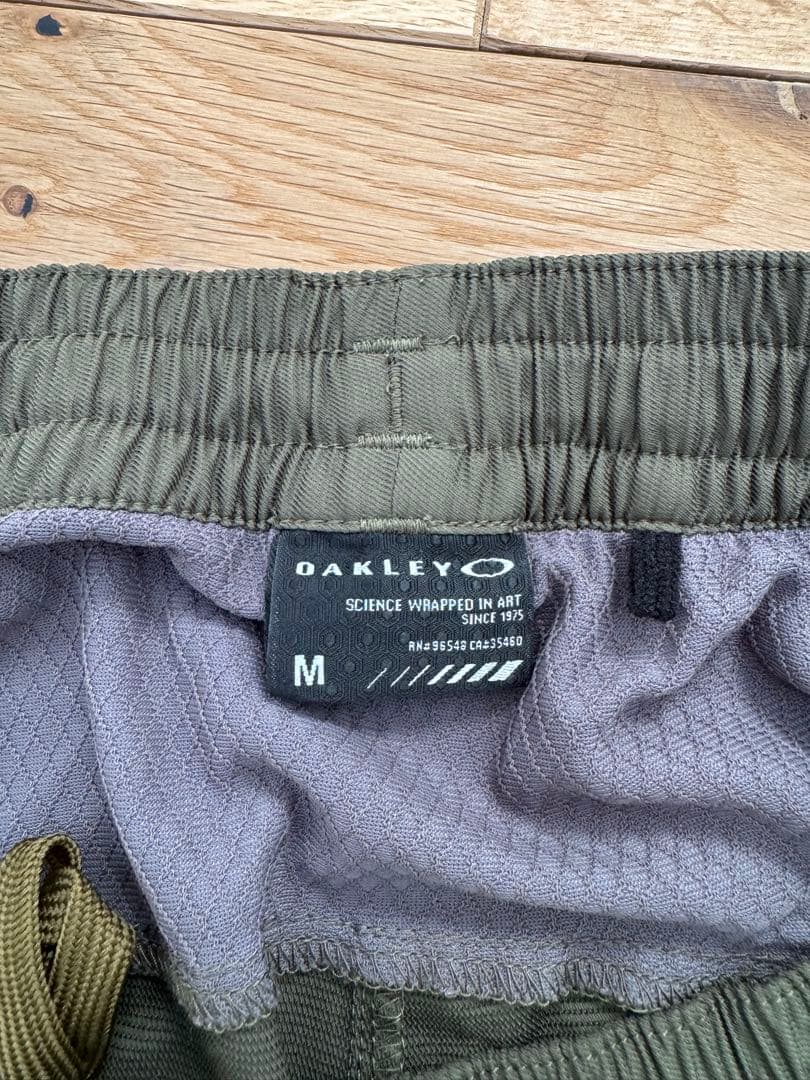 OAKLEY
SCIENCE WRAPPED IN ART
SINCE 1975
RN#96548 CA#35460
M